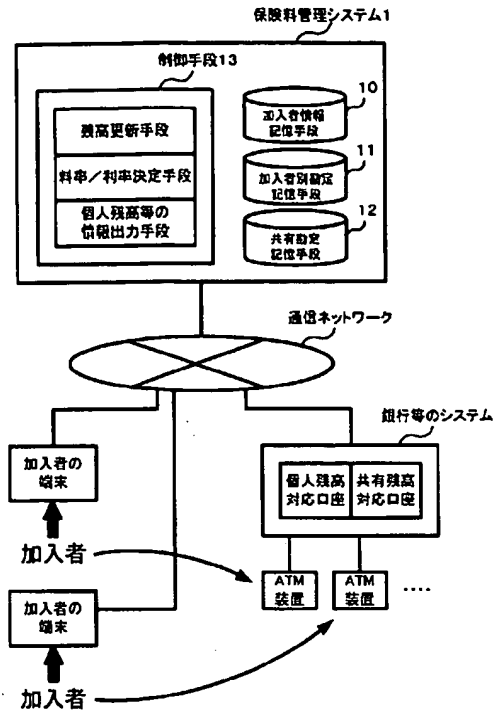 保険料管理システム1
制御手段13
残高更新手段
料率／利率決定手段
個人残高等の
情報出力手段
10
加入者情報
記憶手段
11
加入者別勘定
記憶手段
12
共有勘定
記憶手段
通信ネットワーク
銀行等のシステム
個人残高
対応口座
共有残高
対応口座
加入者の
端末
加入者
ATM
装置
ATM
装置
‥‥
加入者の
端末
加入者